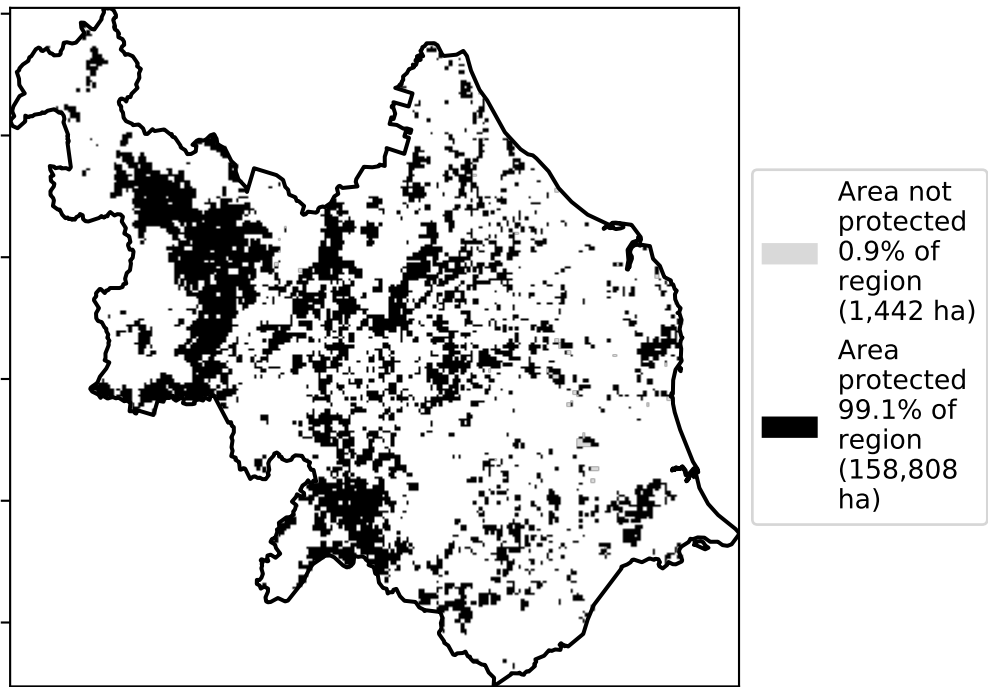 Area not
protected
0.9% of
region
(1,442 ha)
Area
protected
99.1% of
region
(158,808
ha)